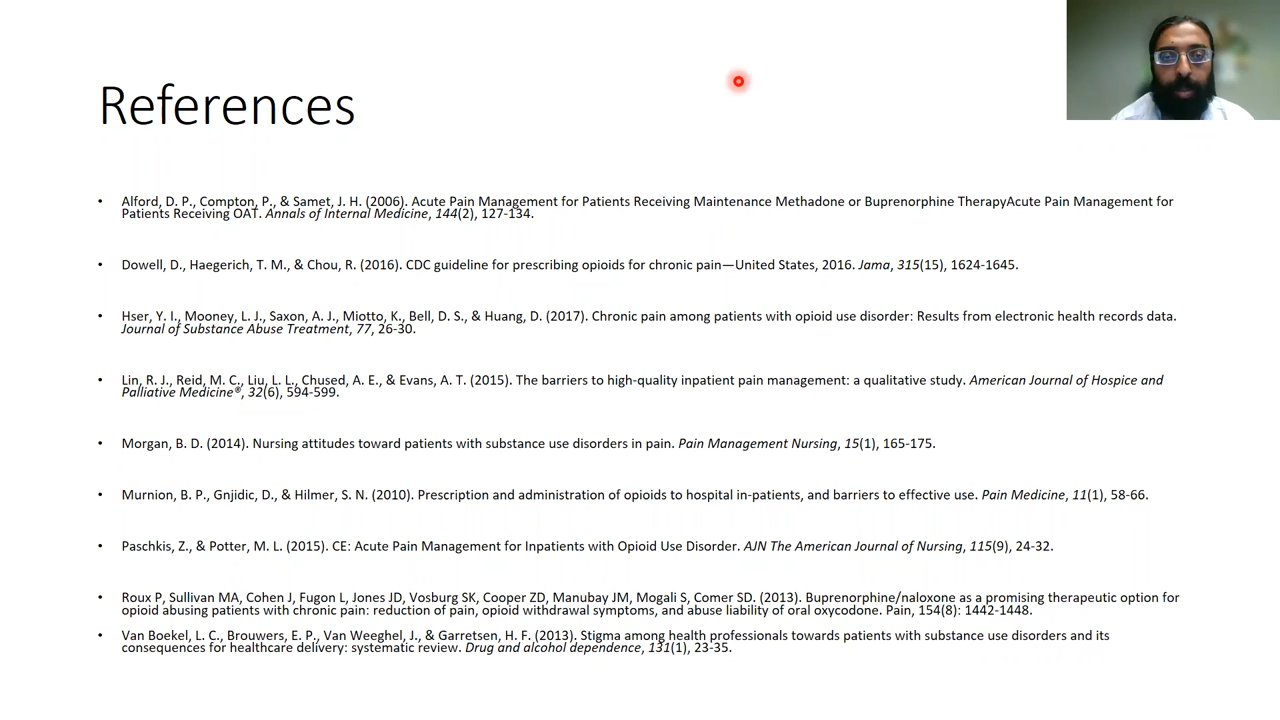 References
• Alford, D. P., Compton, P., & Samet, J. H. (2006). Acute Pain Management for Patients Receiving Maintenance Methadone or Buprenorphine TherapyAcute Pain Management for
Patients Receiving OAT. Annals of Internal Medicine, 144(2), 127-134.
• Dowell, D., Haegerich, T. M., & Chou, R. (2016). CDC guideline for prescribing opioids for chronic pain—United States, 2016. Jama, 315(15), 1624-1645.
• Hser, Y. I., Mooney, L. J., Saxon, A. J., Miotto, K., Bell, D. S., & Huang, D. (2017). Chronic pain among patients with opioid use disorder: Results from electronic health records data.
Journal of Substance Abuse Treatment, 77, 26-30.
• Lin, R. J., Reid, M. C., Liu, L. L., Chused, A. E., & Evans, A. T. (2015). The barriers to high-quality inpatient pain management: a qualitative study. American Journal of Hospice and
Palliative Medicine®, 32(6), 594-599.
• Morgan, B. D. (2014). Nursing attitudes toward patients with substance use disorders in pain. Pain Management Nursing, 15(1), 165-175.
• Murnion, B. P., Gnjidic, D., & Hilmer, S. N. (2010). Prescription and administration of opioids to hospital in-patients, and barriers to effective use. Pain Medicine, 11(1), 58-66.
• Paschkis, Z., & Potter, M. L. (2015). CE: Acute Pain Management for Inpatients with Opioid Use Disorder. AJN The American Journal of Nursing, 115(9), 24-32.
• Roux P, Sullivan MA, Cohen J, Fugon L, Jones JD, Vosburg SK, Cooper ZD, Manubay JM, Mogali S, Comer SD. (2013). Buprenorphine/naloxone as a promising therapeutic option for
opioid abusing patients with chronic pain: reduction of pain, opioid withdrawal symptoms, and abuse liability of oral oxycodone. Pain, 154(8): 1442-1448.
• Van Boekel, L. C., Brouwers, E. P., Van Weeghel, J., & Garretsen, H. F. (2013). Stigma among health professionals towards patients with substance use disorders and its
consequences for healthcare delivery: systematic review. Drug and alcohol dependence, 131(1), 23-35.